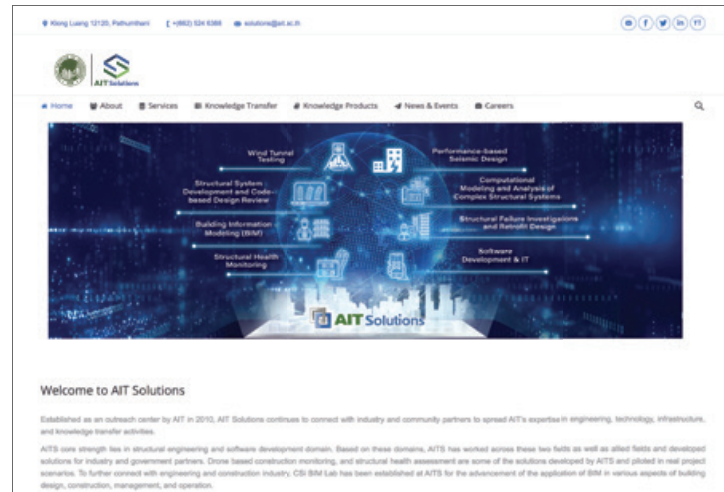 Klong Luang 12120, Pathumthani +(662) 524 6388 solutions@ait.ac.th
AIT Solutions
Home About Services Knowledge Transfer Knowledge Products News & Events Careers
Wind Tunnel
Testing
Performance-based
Seismic Design
Structural System
Development and Code-
based Design Review
Computational
Modeling and Analysis of
Complex Structural Systems
Building Information
Modeling (BIM)
Structural Failure Investigations
and Retrofit Design
Structural Health
Monitoring
Software
Development & IT
AIT Solutions
Welcome to AIT Solutions
Established as an outreach center by AIT in 2010, AIT Solutions continues to connect with industry and community partners to spread AIT's expertise in engineering, technology, infrastructure,
and knowledge transfer activities.
AITS core strength lies in structural engineering and software development domain. Based on these domains, AITS has worked across these two fields as well as allied fields and developed
solutions for industry and government partners. Drone based construction monitoring, and structural health assessment are some of the solutions developed by AITS and piloted in real project
scenarios. To further connect with engineering and construction industry, CSi BIM Lab has been established at AITS for the advancement of the application of BIM in various aspects of building
design, construction, management, and operation.